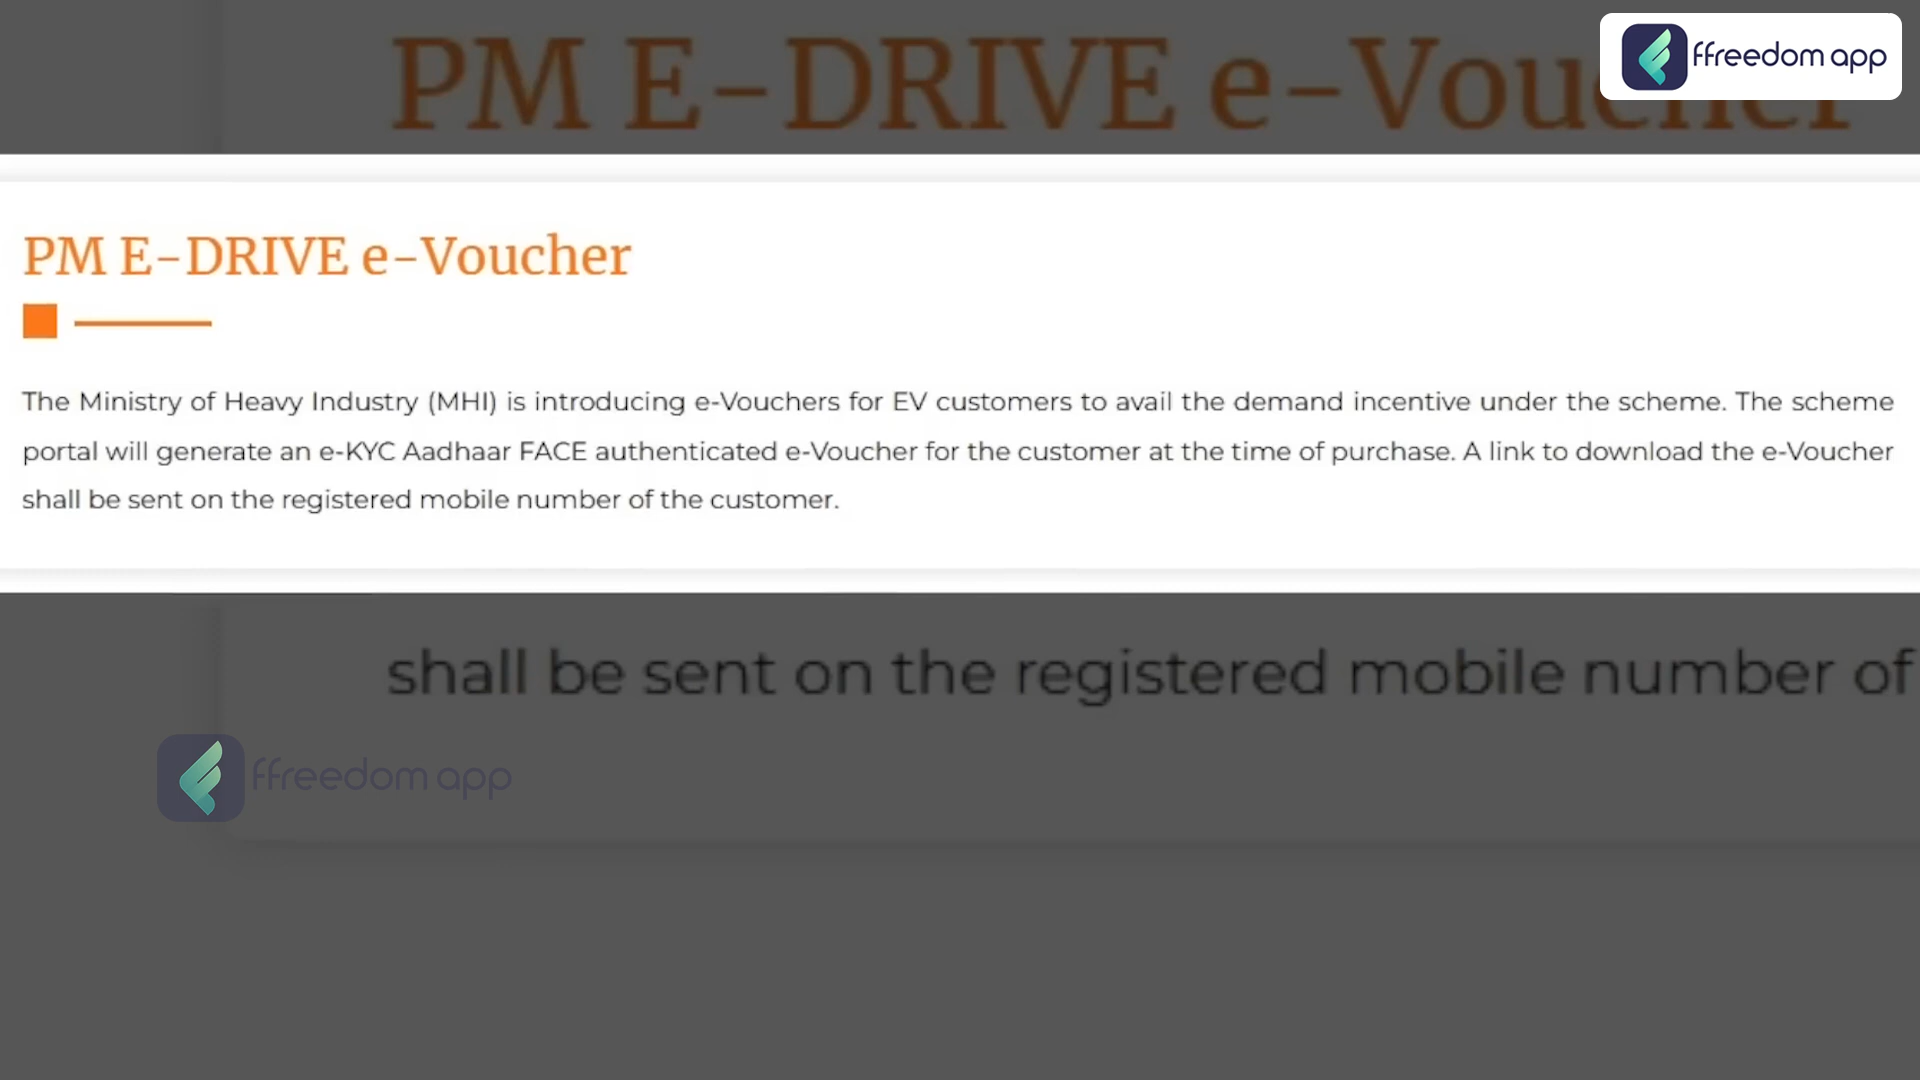 PM E-DRIVE e-Voucher
ffreedom app
PM E-DRIVE e-Voucher
The Ministry of Heavy Industry (MHI) is introducing e-Vouchers for EV customers to avail the demand incentive under the scheme. The scheme
portal will generate an e-KYC Aadhaar FACE authenticated e-Voucher for the customer at the time of purchase. A link to download the e-Voucher
shall be sent on the registered mobile number of the customer.
shall be sent on the registered mobile number of
ffreedom app